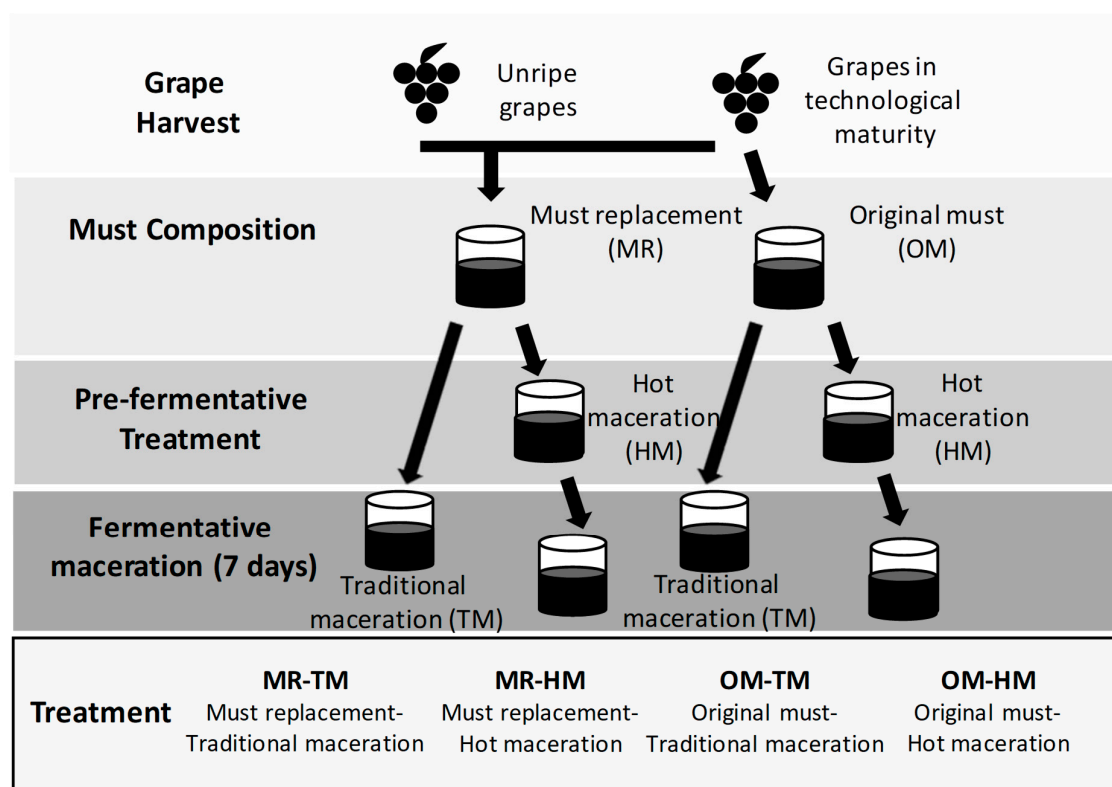 Grape
Harvest
Unripe
grapes
Grapes in
technological
maturity
Must Composition
Must replacement
(MR)
Original must
(OM)
Pre-fermentative
Treatment
Hot
maceration
(HM)
Hot
maceration
(HM)
Fermentative
maceration (7 days)
Traditional
maceration (TM)
Traditional
maceration (TM)
Treatment
MR-TM
Must replacement-
Traditional maceration
MR-HM
Must replacement-
Hot maceration
OM-TM
Original must-
Traditional maceration
OM-HM
Original must-
Hot maceration